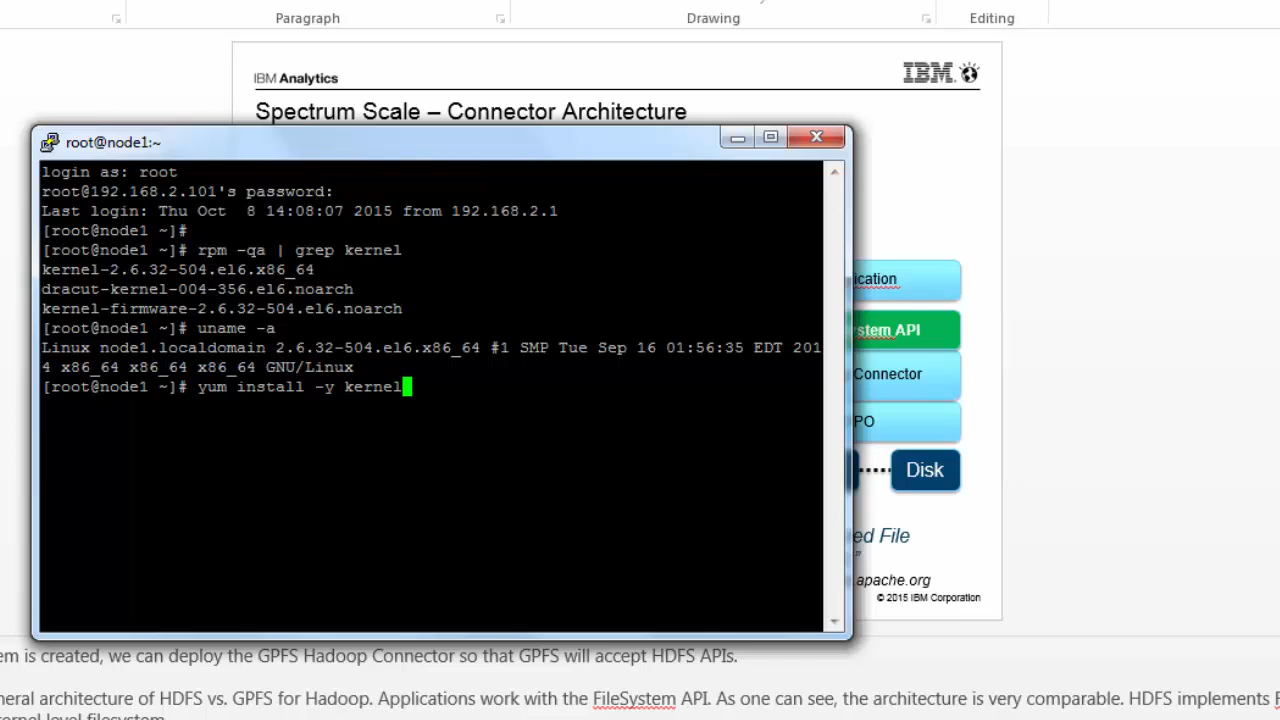 Paragraph
Drawing
Editing
IBM Analytics
IBM
Spectrum Scale – Connector Architecture
root@node1:~
login as: root
root@192.168.2.101's password:
Last login: Thu Oct  8 14:08:07 2015 from 192.168.2.1
[root@node1 ~]#
[root@node1 ~]# rpm -qa | grep kernel
kernel-2.6.32-504.el6.x86_64
dracut-kernel-004-356.el6.noarch
kernel-firmware-2.6.32-504.el6.noarch
[root@node1 ~]# uname -a
Linux node1.localdomain 2.6.32-504.el6.x86_64 #1 SMP Tue Sep 16 01:56:35 EDT 201
4 x86_64 x86_64 x86_64 GNU/Linux
[root@node1 ~]# yum install -y kernel
ication
stem API
Connector
PO
Disk
ed File
apache.org
© 2015 IBM Corporation
em is created, we can deploy the GPFS Hadoop Connector so that GPFS will accept HDFS APIs.
neral architecture of HDFS vs. GPFS for Hadoop. Applications work with the FileSystem API. As one can see, the architecture is very comparable. HDFS implements
ernel level filesystem